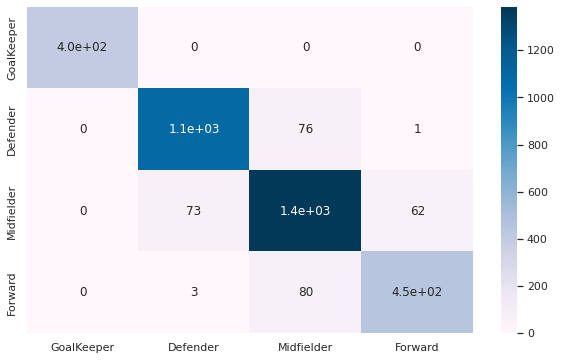 GoalKeeper 4.0e+02 0 0 0
Defender 0 1.1e+03 76 1
Midfielder 0 73 1.4e+03 62
Forward 0 3 80 4.5e+02
GoalKeeper Defender Midfielder Forward
1200
1000
800
600
400
200
0